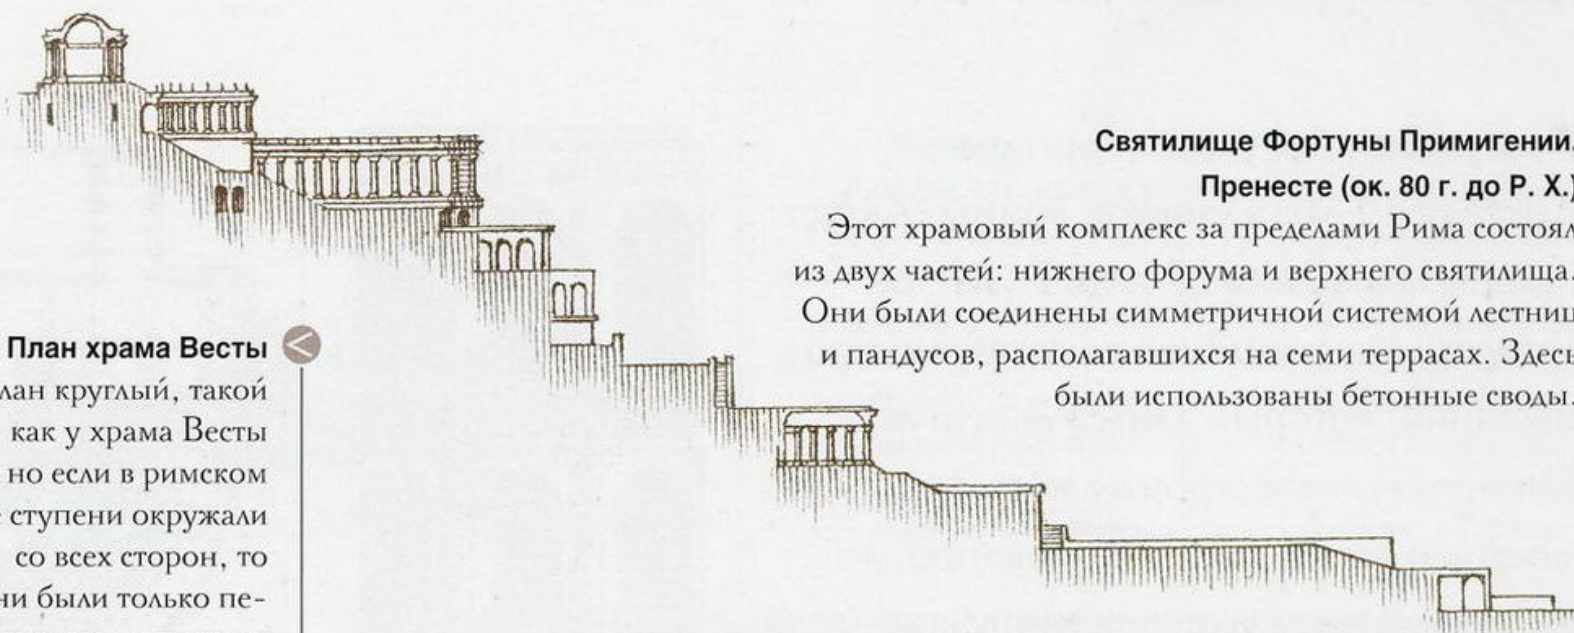 Святилище Фортуны Примигении.
Пренесте (ок. 80 г. до Р. Х.)
Этот храмовый комплекс за пределами Рима состоял
из двух частей: нижнего форума и верхнего святилища.
Они были соединены симметричной системой лестниц
и пандусов, располагавшихся на семи террасах. Здесь
были использованы бетонные своды.
План храма Весты
лан круглый, такой
как у храма Весты
но если в римском
ступени окружали
со всех сторон, то
ни были только пе-